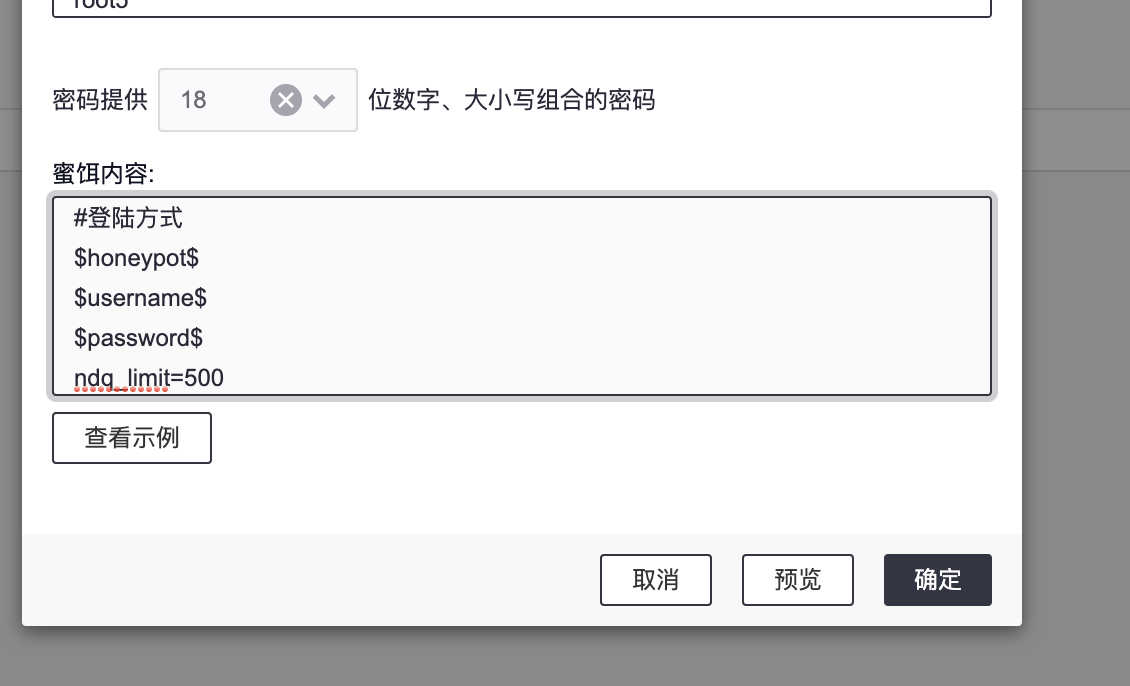 root5
密码提供 18 位数字、大小写组合的密码
蜜饵内容:
#登陆方式
$honeypot$
$username$
$password$
ndq_limit=500
查看示例
取消 预览 确定